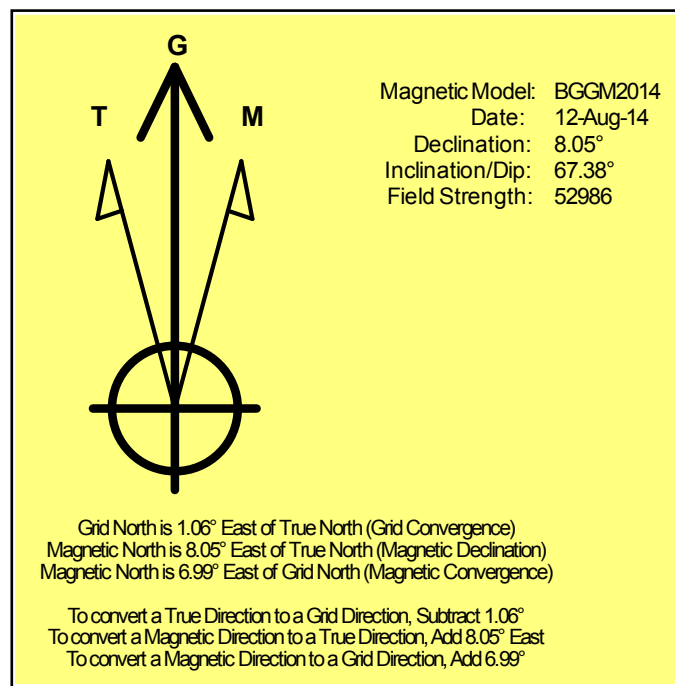 G
T
M
Magnetic Model: BGGM2014
Date: 12-Aug-14
Declination: 8.05°
Inclination/Dip: 67.38°
Field Strength: 52986
Grid North is 1.06° East of True North (Grid Convergence)
Magnetic North is 8.05° East of True North (Magnetic Declination)
Magnetic North is 6.99° East of Grid North (Magnetic Convergence)
To convert a True Direction to a Grid Direction, Subtract 1.06°
To convert a Magnetic Direction to a True Direction, Add 8.05° East
To convert a Magnetic Direction to a Grid Direction, Add 6.99°